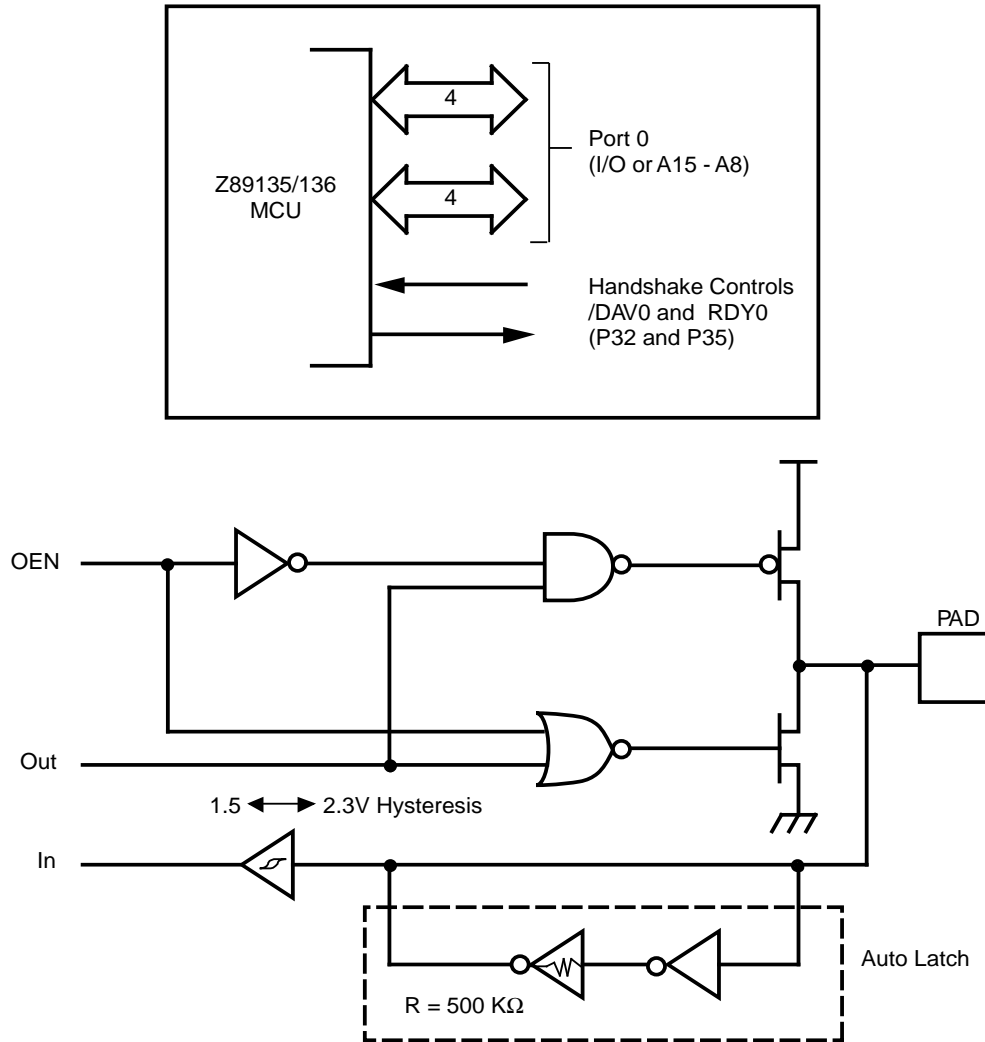 4
Port 0
(I/O or A15 - A8)
Z89135/136
MCU
4
Handshake Controls
/DAV0 and RDY0
(P32 and P35)
OEN
PAD
Out
1.5 2.3V Hysteresis
In
Auto Latch
R = 500 KΩ